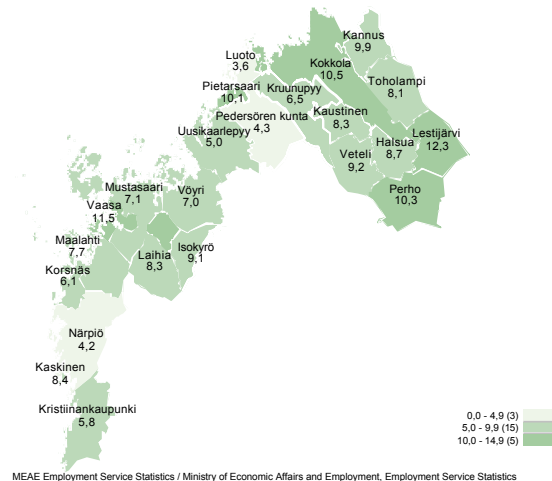 Kannus
9,9
Luoto
3,6
Kokkola
10,5
Toholampi
8,1
Pietarsaari
10,1
Kruunupyy
6,5
Pedersören kunta
4,3
Kaustinen
8,3
Lestijärvi
12,3
Uusikaarlepyy
5,0
Halsua
8,7
Veteli
9,2
Perho
10,3
Mustasaari
7,1
Vöyri
7,0
Vaasa
11,5
Maalahti
7,7
Laihia
8,3
Isokyrö
9,1
Korsnäs
6,1
Närpiö
4,2
Kaskinen
8,4
Kristiinankaupunki
5,8
0,0 - 4,9 (3)
5,0 - 9,9 (15)
10,0 - 14,9 (5)
MEAE Employment Service Statistics / Ministry of Economic Affairs and Employment, Employment Service Statistics